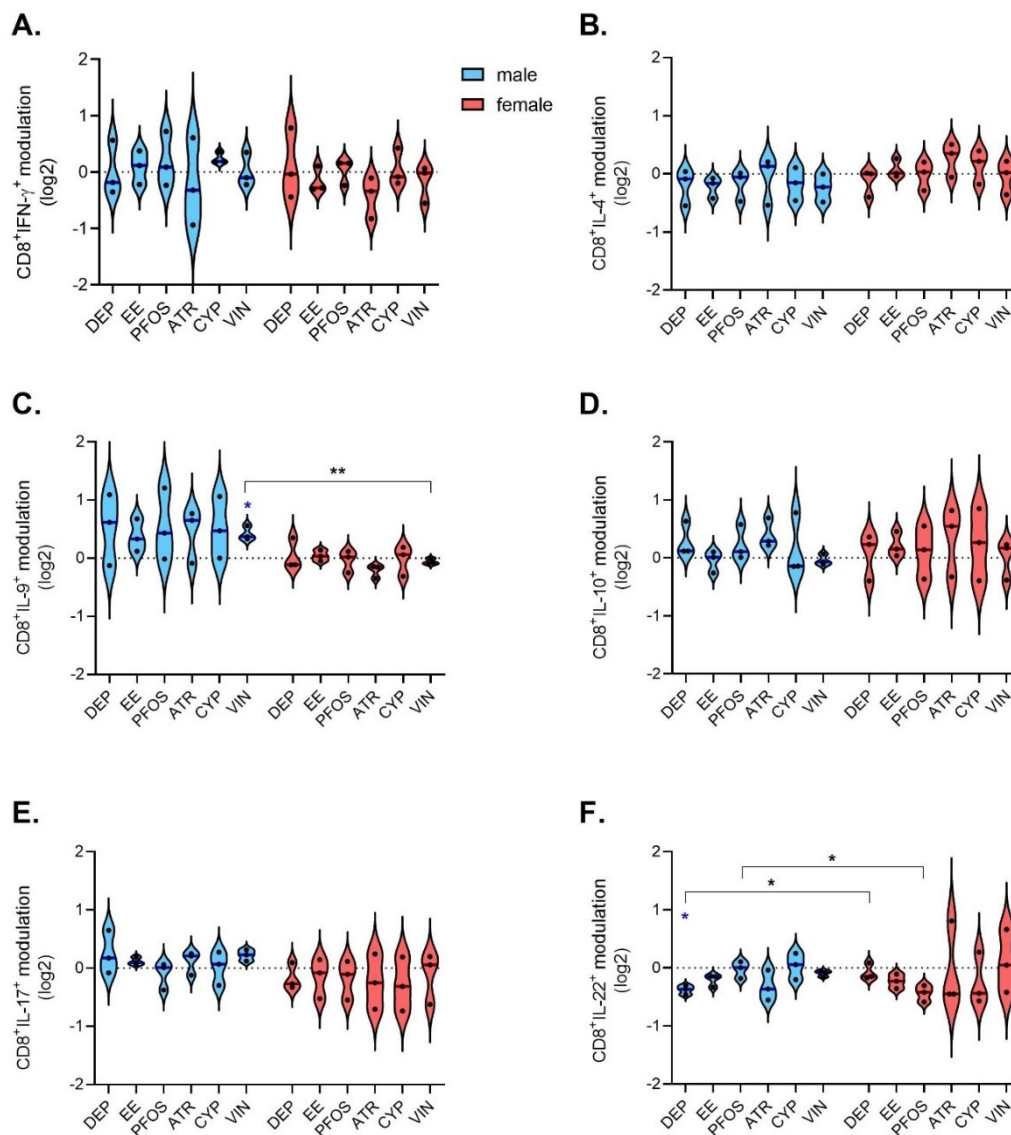 A.
CD8⁺IFN-γ⁺ modulation
(log2)
2
1
0
-1
-2
DEP
EE
PFOS
ATR
CYP
VIN
DEP
EE
PFOS
ATR
CYP
VIN
male
female
B.
CD8⁺IL-4⁺ modulation
(log2)
2
1
0
-1
-2
DEP
EE
PFOS
ATR
CYP
VIN
DEP
EE
PFOS
ATR
CYP
VIN
C.
CD8⁺IL-9⁺ modulation
(log2)
2
1
0
-1
-2
**
*
DEP
EE
PFOS
ATR
CYP
VIN
DEP
EE
PFOS
ATR
CYP
VIN
D.
CD8⁺IL-10⁺ modulation
(log2)
2
1
0
-1
-2
DEP
EE
PFOS
ATR
CYP
VIN
DEP
EE
PFOS
ATR
CYP
VIN
E.
CD8⁺IL-17⁺ modulation
(log2)
2
1
0
-1
-2
DEP
EE
PFOS
ATR
CYP
VIN
DEP
EE
PFOS
ATR
CYP
VIN
F.
CD8⁺IL-22⁺ modulation
(log2)
2
1
0
-1
-2
*
*
*
DEP
EE
PFOS
ATR
CYP
VIN
DEP
EE
PFOS
ATR
CYP
VIN